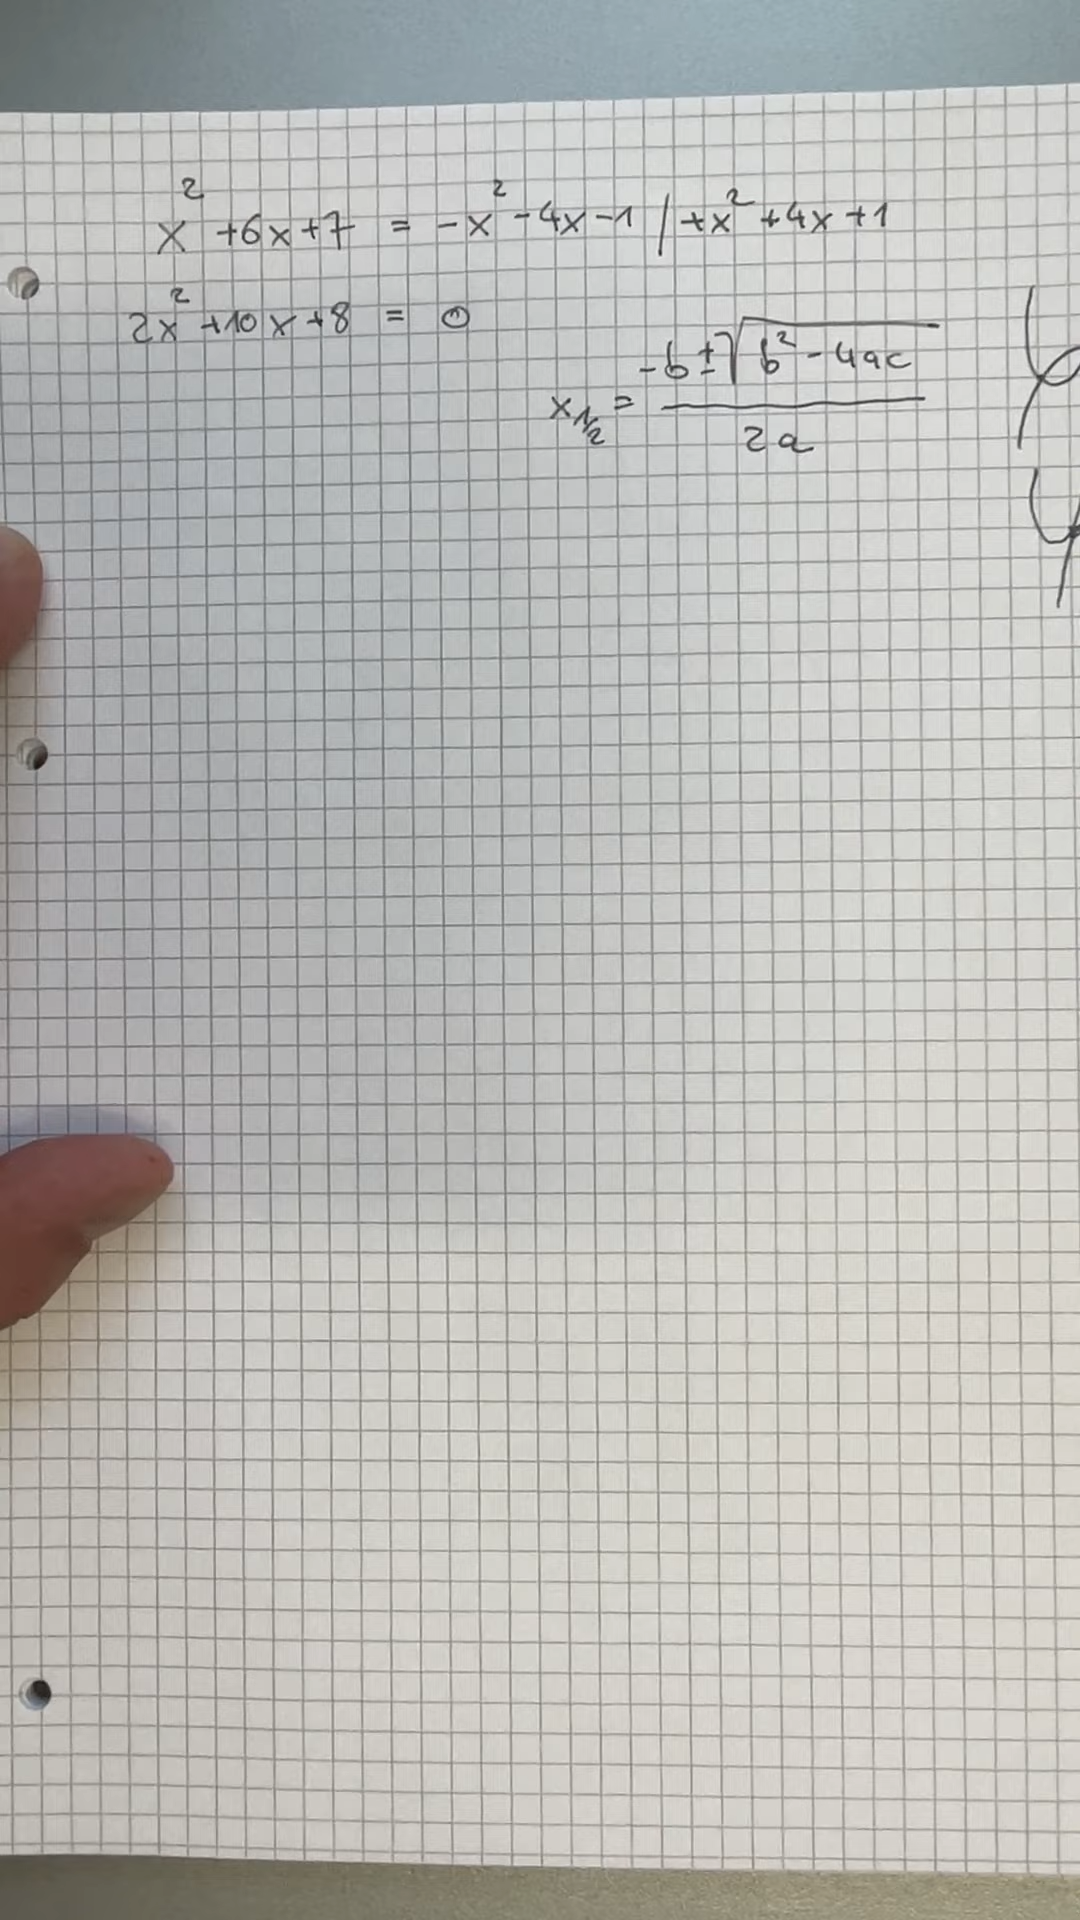 x² + 6x + 7 = -x² - 4x - 1 | + x² + 4x + 1
2x² + 10x + 8 = 0
x₁/₂ = (-b ± √(b² - 4ac)) / 2a